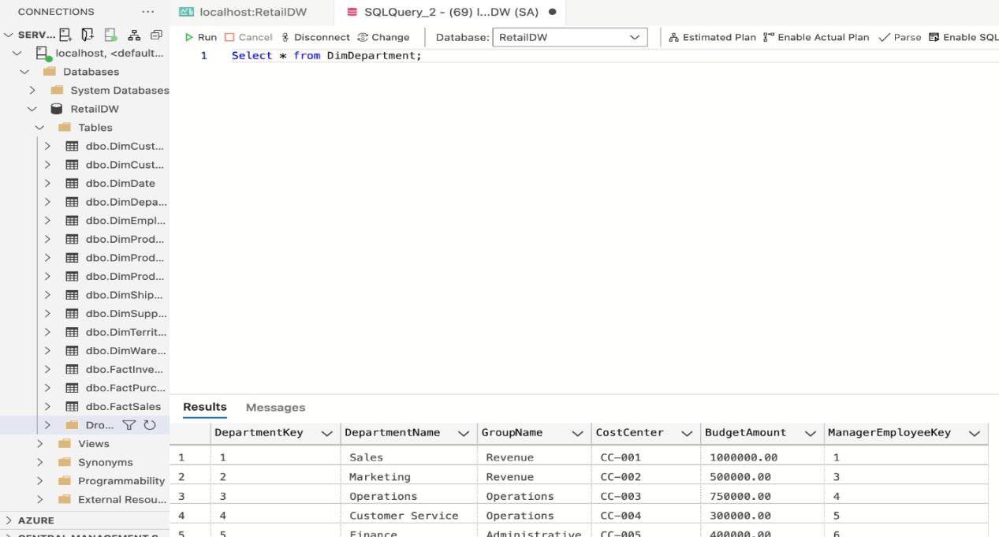 CONNECTIONS ...
SERV...
localhost, <default...
Databases
System Databases
RetailDW
Tables
dbo.DimCust...
dbo.DimCust...
dbo.DimDate
dbo.DimDepa...
dbo.DimEmpl...
dbo.DimProd...
dbo.DimProd...
dbo.DimProd...
dbo.DimShip...
dbo.DimSupp...
dbo.DimTerrit...
dbo.DimWare...
dbo.FactInve...
dbo.FactPurc...
dbo.FactSales
Dro...
Views
Synonyms
Programmability
External Resou...
AZURE
CENTRAL MANAGEMENT S
localhost:RetailDW SQLQuery_2 - (69) l...DW (SA)
Run Cancel Disconnect Change Database: RetailDW Estimated Plan Enable Actual Plan Parse Enable SQL
1 Select * from DimDepartment;
Results Messages
DepartmentKey DepartmentName GroupName CostCenter BudgetAmount ManagerEmployeeKey
1 1 Sales Revenue CC-001 1000000.00 1
2 2 Marketing Revenue CC-002 500000.00 3
3 3 Operations Operations CC-003 750000.00 4
4 4 Customer Service Operations CC-004 300000.00 5
5 5 Finance Administrative CC-005 400000.00 6